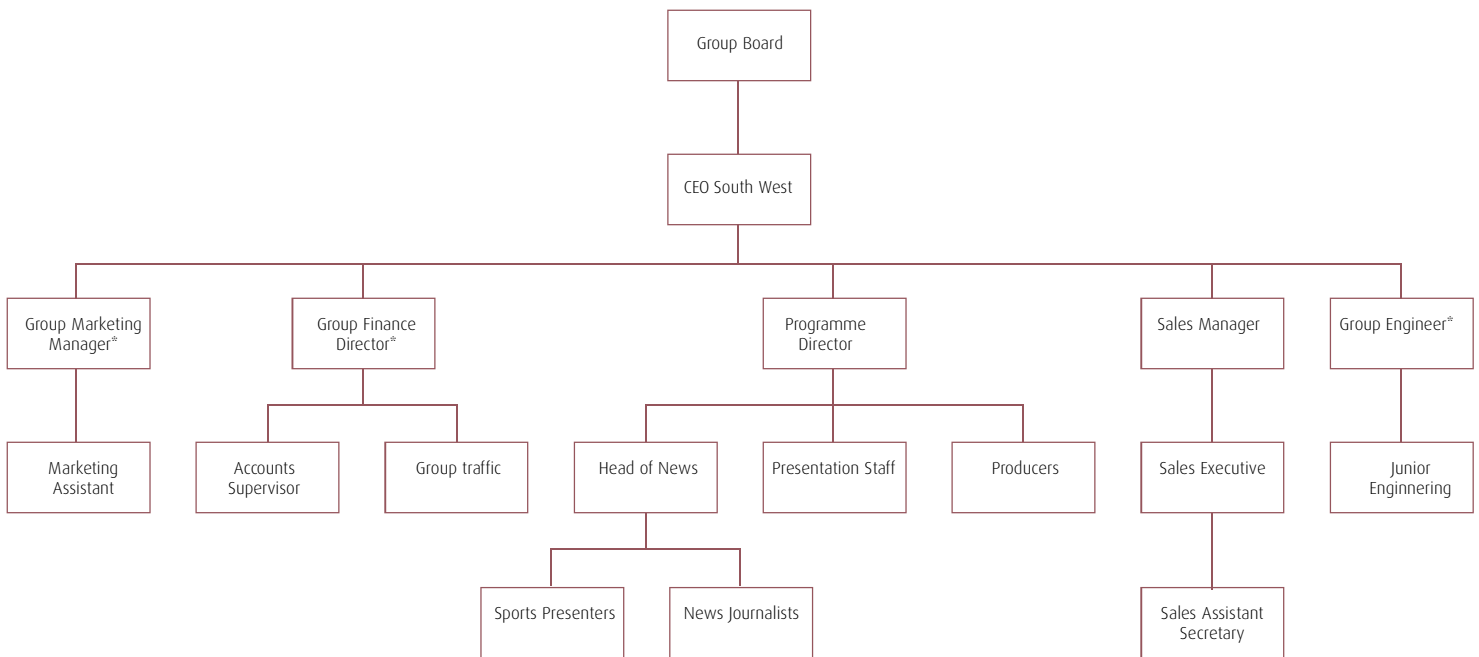 Group Board
CEO South West
Group Marketing
Manager*
Group Finance
Director*
Programme
Director
Sales Manager
Group Engineer*
Marketing
Assistant
Accounts
Supervisor
Group traffic
Head of News
Presentation Staff
Producers
Sales Executive
Junior
Enginnering
Sports Presenters
News Journalists
Sales Assistant
Secretary